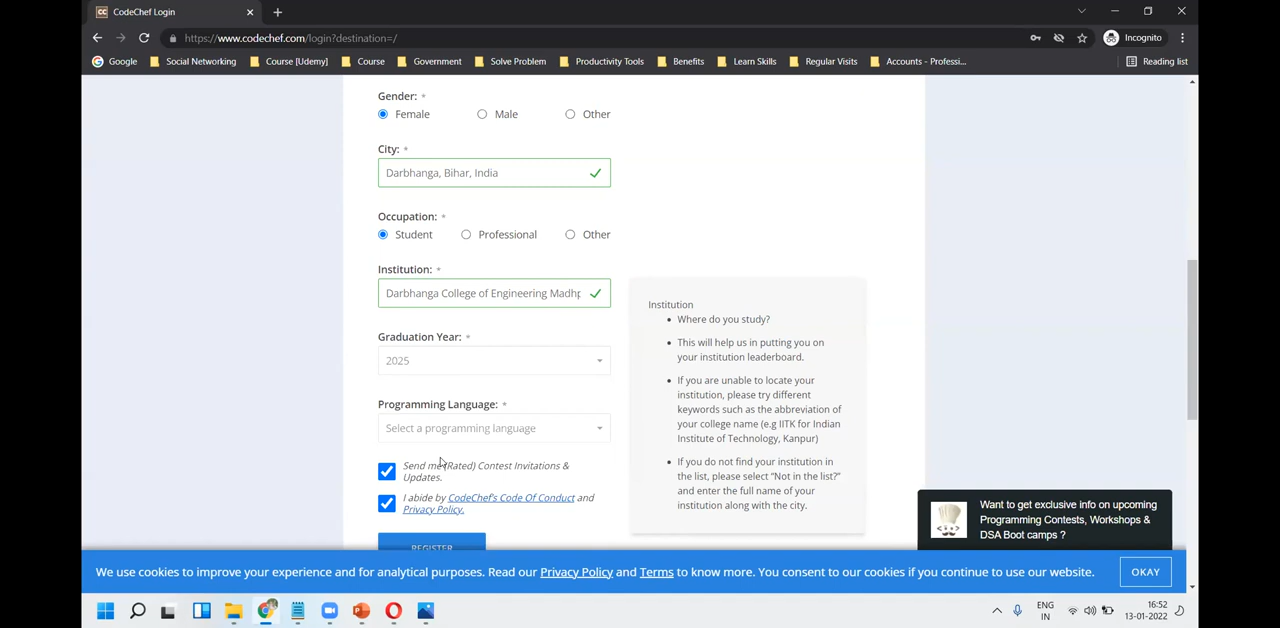 CodeChef Login
https://www.codechef.com/login?destination=/
Incognito
Google Social Networking Course [Udemy] Course Government Solve Problem Productivity Tools Benefits Learn Skills Regular Visits Accounts - Professi... Reading list
Gender: *
Female Male Other
City: *
Darbhanga, Bihar, India
Occupation: *
Student Professional Other
Institution: *
Darbhanga College of Engineering Madhp
Graduation Year: *
2025
Programming Language: *
Select a programming language
Send me (Rated) Contest Invitations &
Updates.
I abide by CodeChef's Code Of Conduct and
Privacy Policy.
REGISTER
Institution
Where do you study?
This will help us in putting you on
your institution leaderboard.
If you are unable to locate your
institution, please try different
keywords such as the abbreviation of
your college name (e.g IITK for Indian
Institute of Technology, Kanpur)
If you do not find your institution in
the list, please select "Not in the list?"
and enter the full name of your
institution along with the city.
Want to get exclusive info on upcoming
Programming Contests, Workshops &
DSA Boot camps ?
We use cookies to improve your experience and for analytical purposes. Read our Privacy Policy and Terms to know more. You consent to our cookies if you continue to use our website.
OKAY
ENG
IN
16:52
13-01-2022